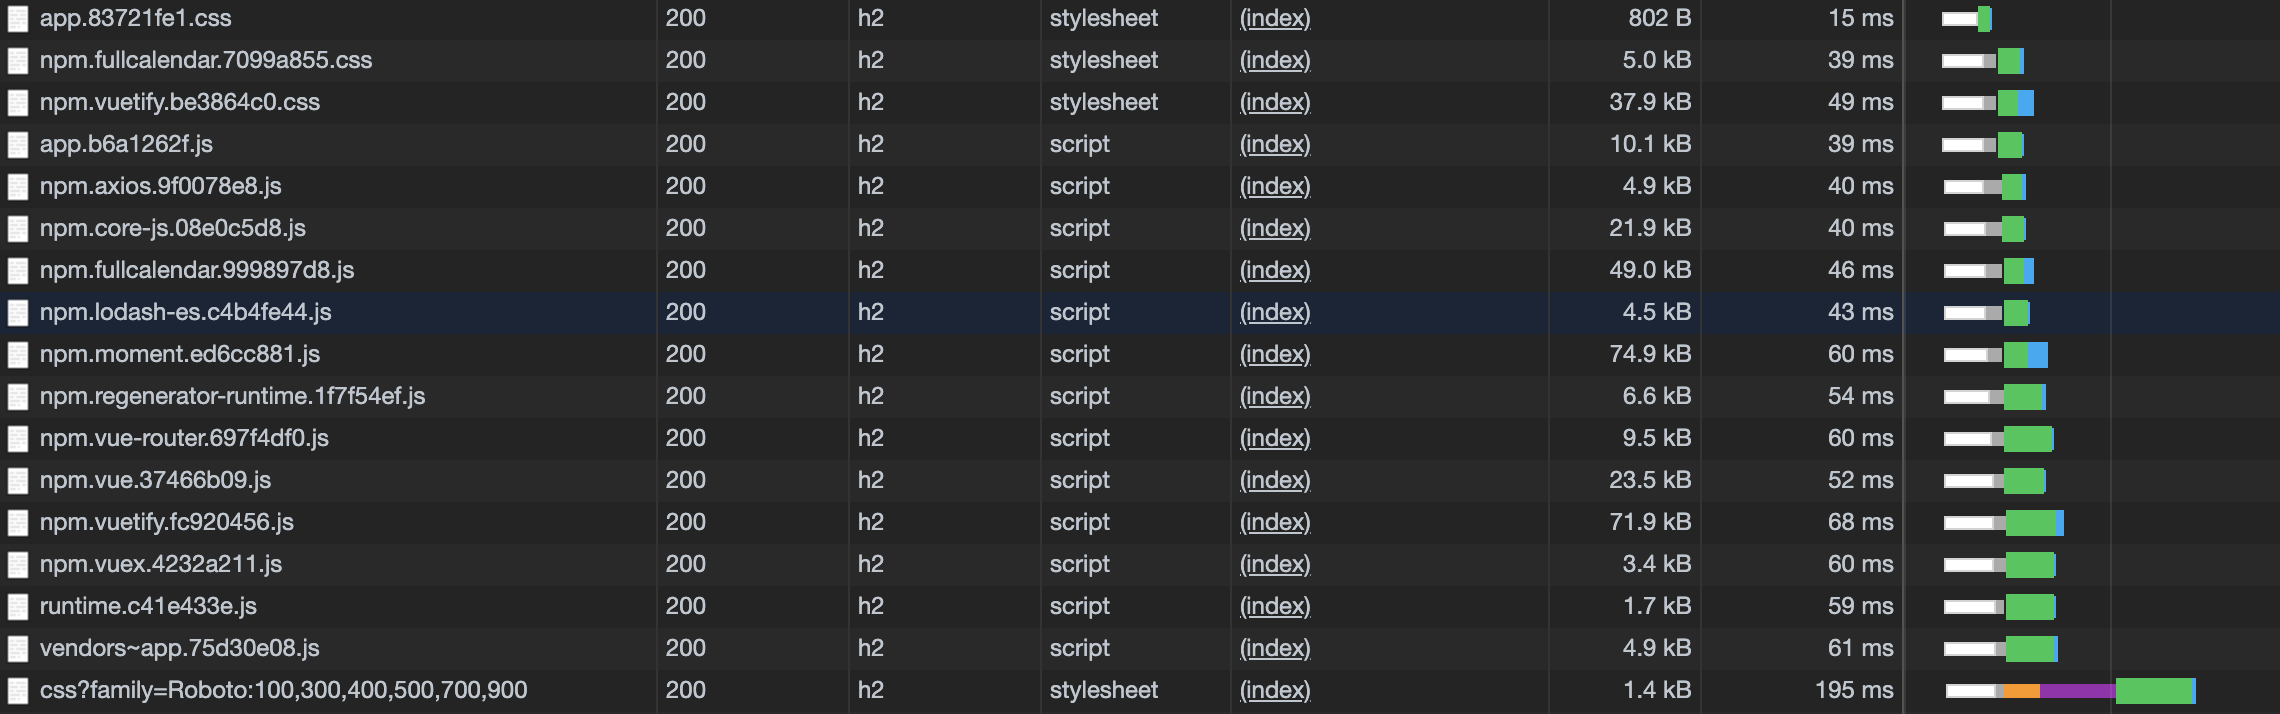 app.83721fe1.css 200 h2 stylesheet (index) 802 B 15 ms
npm.fullcalendar.7099a855.css 200 h2 stylesheet (index) 5.0 kB 39 ms
npm.vuetify.be3864c0.css 200 h2 stylesheet (index) 37.9 kB 49 ms
app.b6a1262f.js 200 h2 script (index) 10.1 kB 39 ms
npm.axios.9f0078e8.js 200 h2 script (index) 4.9 kB 40 ms
npm.core-js.08e0c5d8.js 200 h2 script (index) 21.9 kB 40 ms
npm.fullcalendar.999897d8.js 200 h2 script (index) 49.0 kB 46 ms
npm.lodash-es.c4b4fe44.js 200 h2 script (index) 4.5 kB 43 ms
npm.moment.ed6cc881.js 200 h2 script (index) 74.9 kB 60 ms
npm.regenerator-runtime.1f7f54ef.js 200 h2 script (index) 6.6 kB 54 ms
npm.vue-router.697f4df0.js 200 h2 script (index) 9.5 kB 60 ms
npm.vue.37466b09.js 200 h2 script (index) 23.5 kB 52 ms
npm.vuetify.fc920456.js 200 h2 script (index) 71.9 kB 68 ms
npm.vuex.4232a211.js 200 h2 script (index) 3.4 kB 60 ms
runtime.c41e433e.js 200 h2 script (index) 1.7 kB 59 ms
vendors~app.75d30e08.js 200 h2 script (index) 4.9 kB 61 ms
css?family=Roboto:100,300,400,500,700,900 200 h2 stylesheet (index) 1.4 kB 195 ms